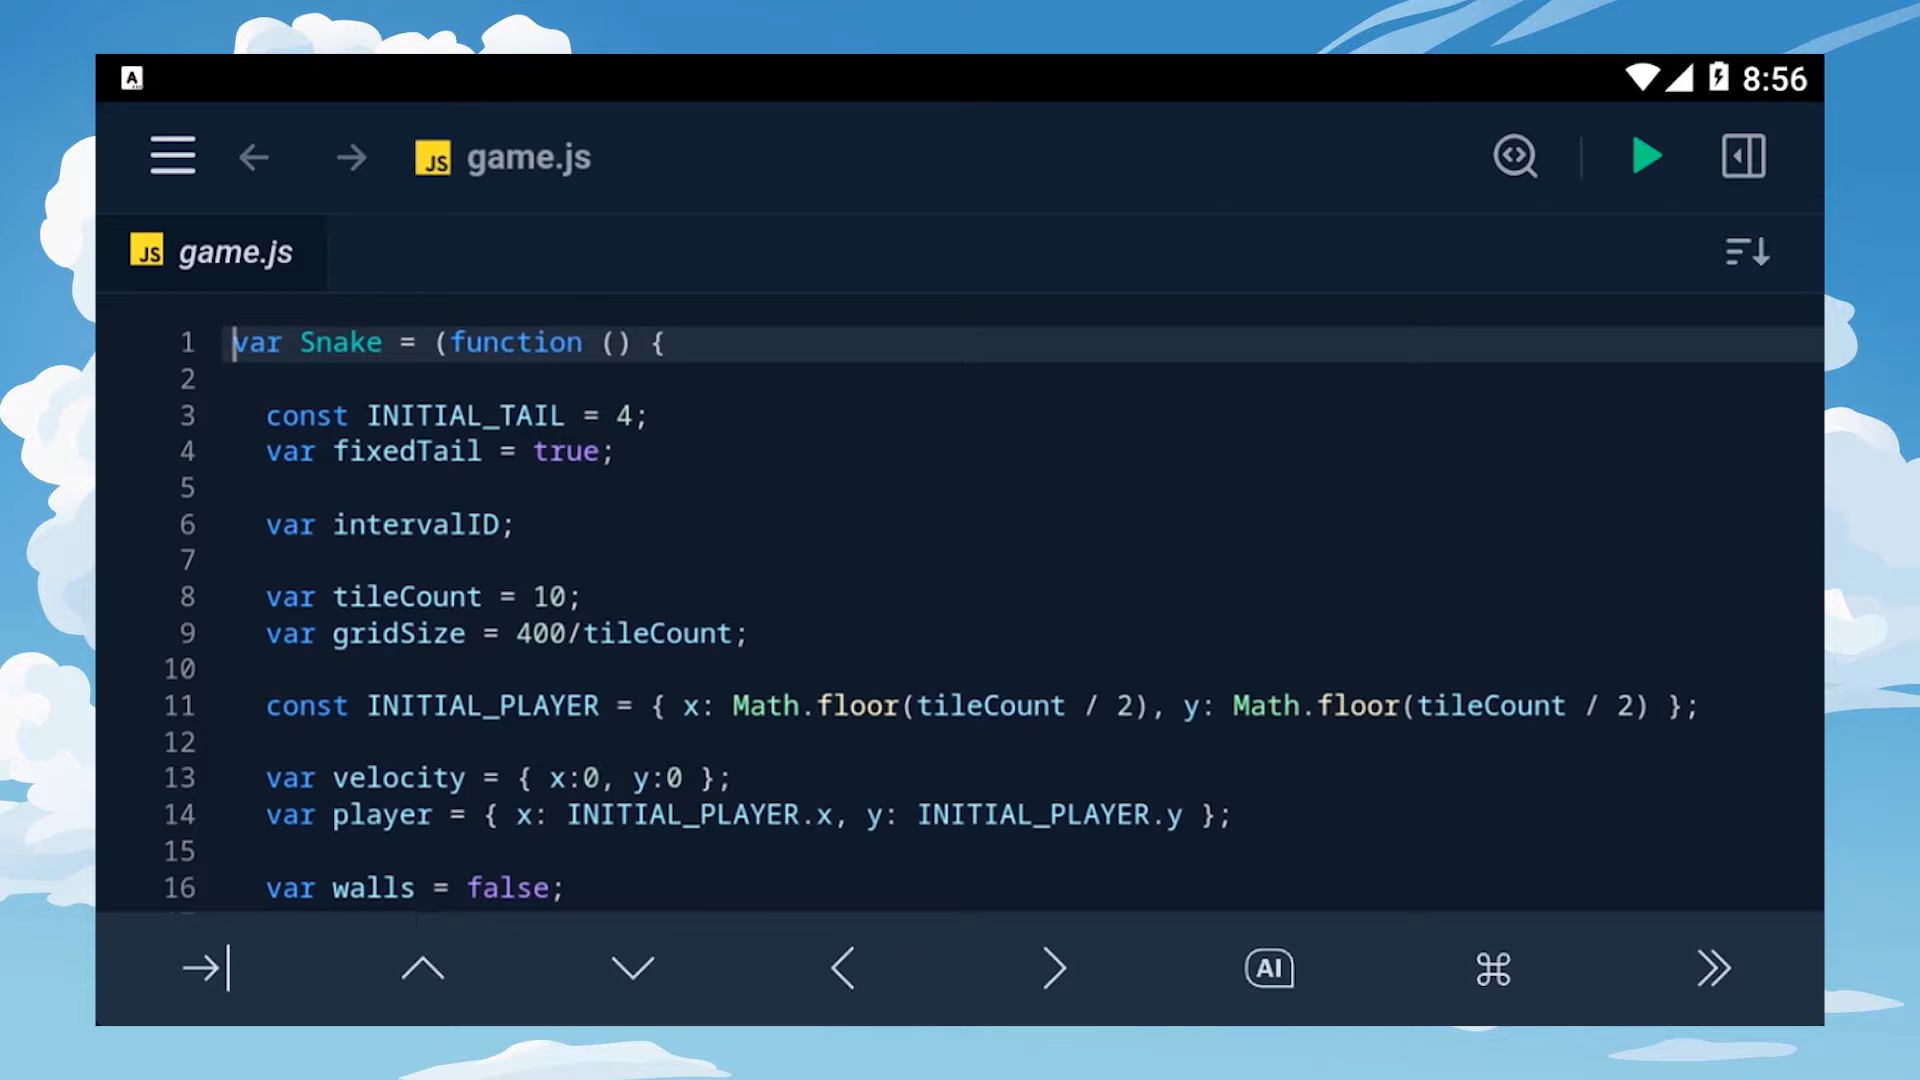 A 8:56
JS game.js
JS game.js
1 var Snake = (function () {
2
3 const INITIAL_TAIL = 4;
4 var fixedTail = true;
5
6 var intervalID;
7
8 var tileCount = 10;
9 var gridSize = 400/tileCount;
10
11 const INITIAL_PLAYER = { x: Math.floor(tileCount / 2), y: Math.floor(tileCount / 2) };
12
13 var velocity = { x:0, y:0 };
14 var player = { x: INITIAL_PLAYER.x, y: INITIAL_PLAYER.y };
15
16 var walls = false;
AI